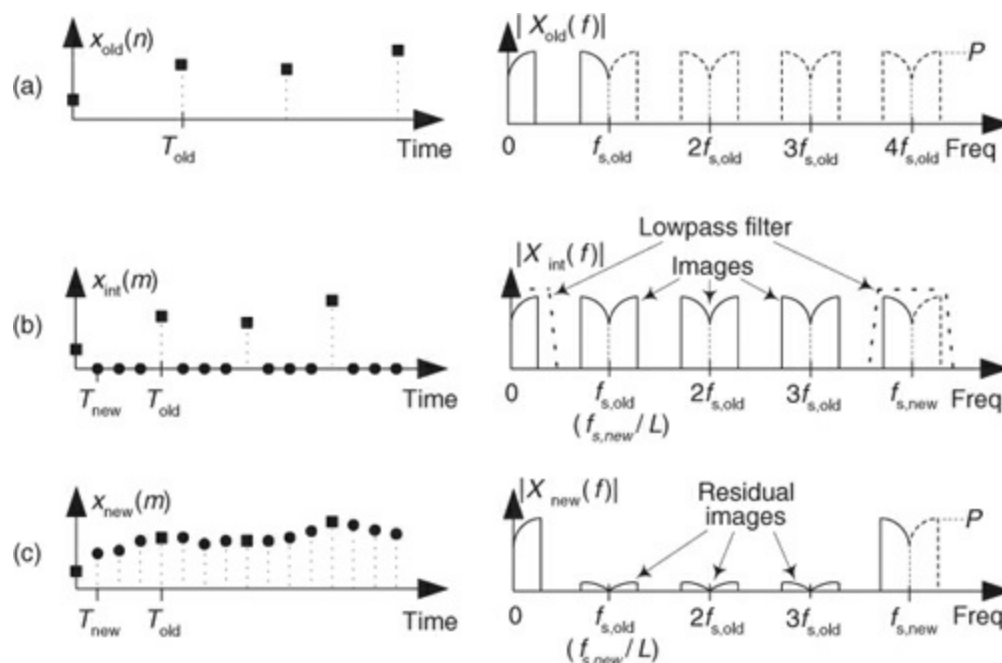 (a)
x_old(n)
T_old
Time
|X_old(f)|
P
0
f_s,old
2f_s,old
3f_s,old
4f_s,old
Freq
(b)
x_int(m)
T_new
T_old
Time
|X_int(f)|
Lowpass filter
Images
0
f_s,old
(f_s,new/L)
2f_s,old
3f_s,old
f_s,new
Freq
(c)
x_new(m)
T_new
T_old
Time
|X_new(f)|
Residual
images
P
0
f_s,old
(f_s,new/L)
2f_s,old
3f_s,old
f_s,new
Freq